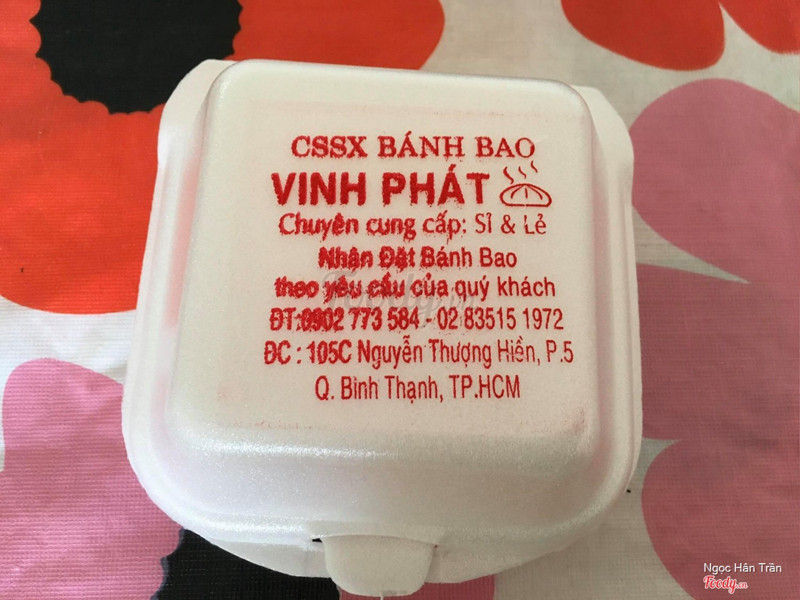 CSSX BÁNH BAO
VINH PHÁT
Chuyên cung cấp: Sỉ & Lẻ
Nhận Đặt Bánh Bao
theo yêu cầu của quý khách
ĐT:0902 773 584 - 02 83515 1972
ĐC : 105C Nguyễn Thượng Hiền, P.5
Q. Bình Thạnh, TP.HCM
Foody.vn
Ngọc Hân Trần
Foody.vn